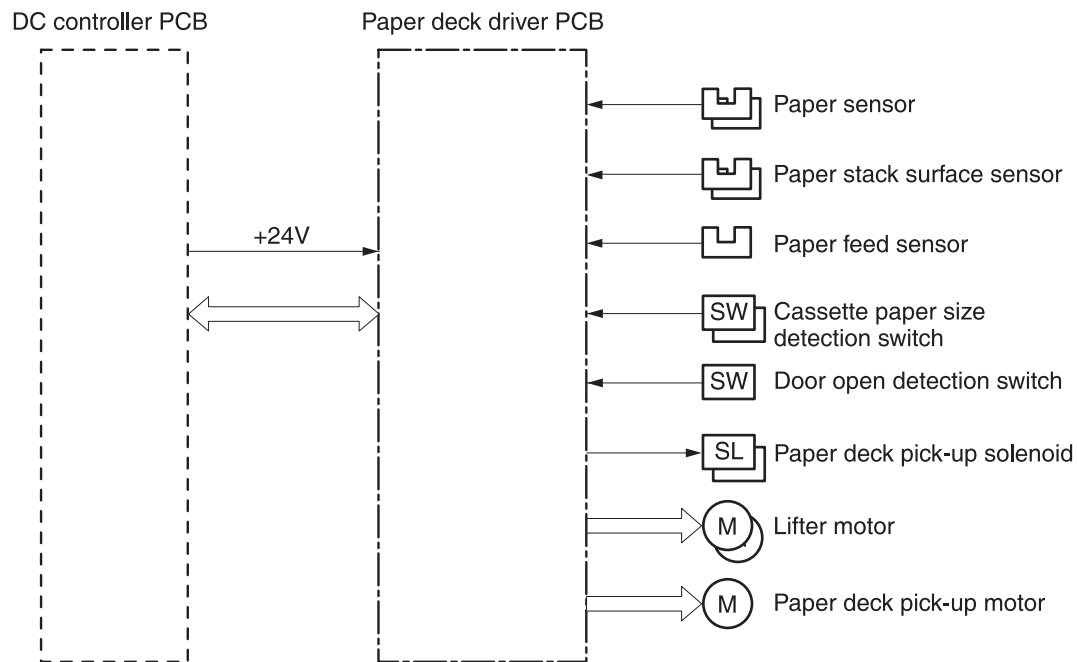 DC controller PCB
Paper deck driver PCB
Paper sensor
Paper stack surface sensor
+24V
Paper feed sensor
SW
Cassette paper size
detection switch
SW
Door open detection switch
SL
Paper deck pick-up solenoid
M
Lifter motor
M
Paper deck pick-up motor